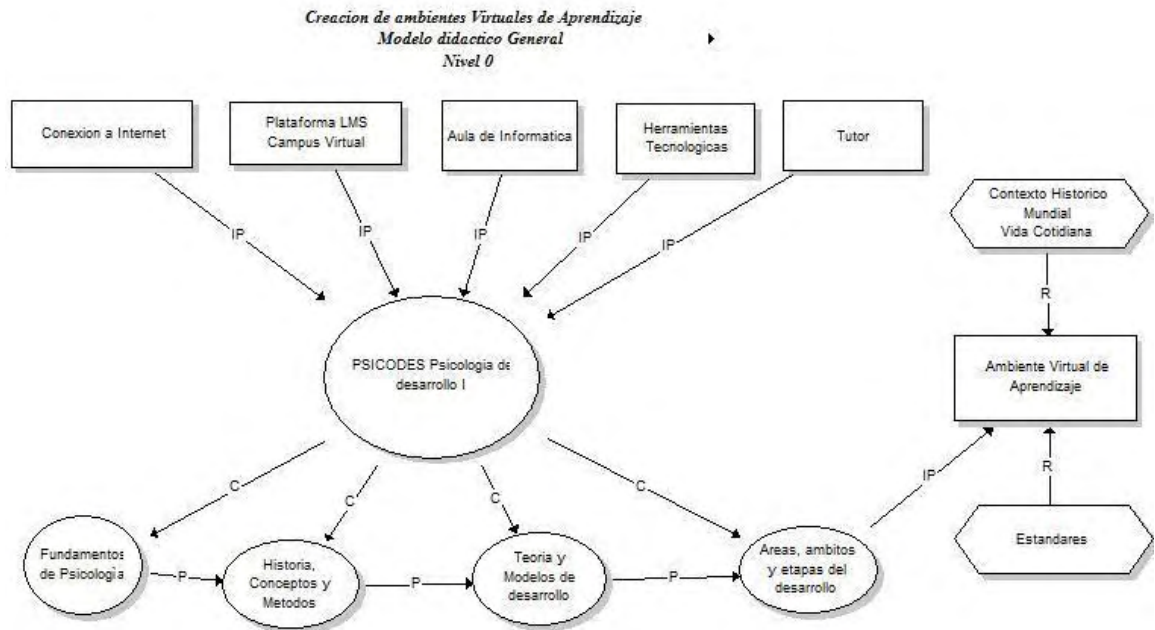 Creacion de ambientes Virtuales de Aprendizaje
Modelo didactico General
Nivel 0
Conexion a Internet
Plataforma LMS
Campus Virtual
Aula de Informatica
Herramientas
Tecnologicas
Tutor
Contexto Historico
Mundial
Vida Cotidiana
IP
IP
IP
IP
IP
R
PSICODES Psicologia de
desarrollo I
Ambiente Virtual de
Aprendizaje
C
C
C
C
IP
R
Fundamentos
de Psicologia
P
Historia,
Conceptos y
Metodos
P
Teoria y
Modelos de
desarrollo
P
Areas, ambitos
y etapas del
desarrollo
Estandares